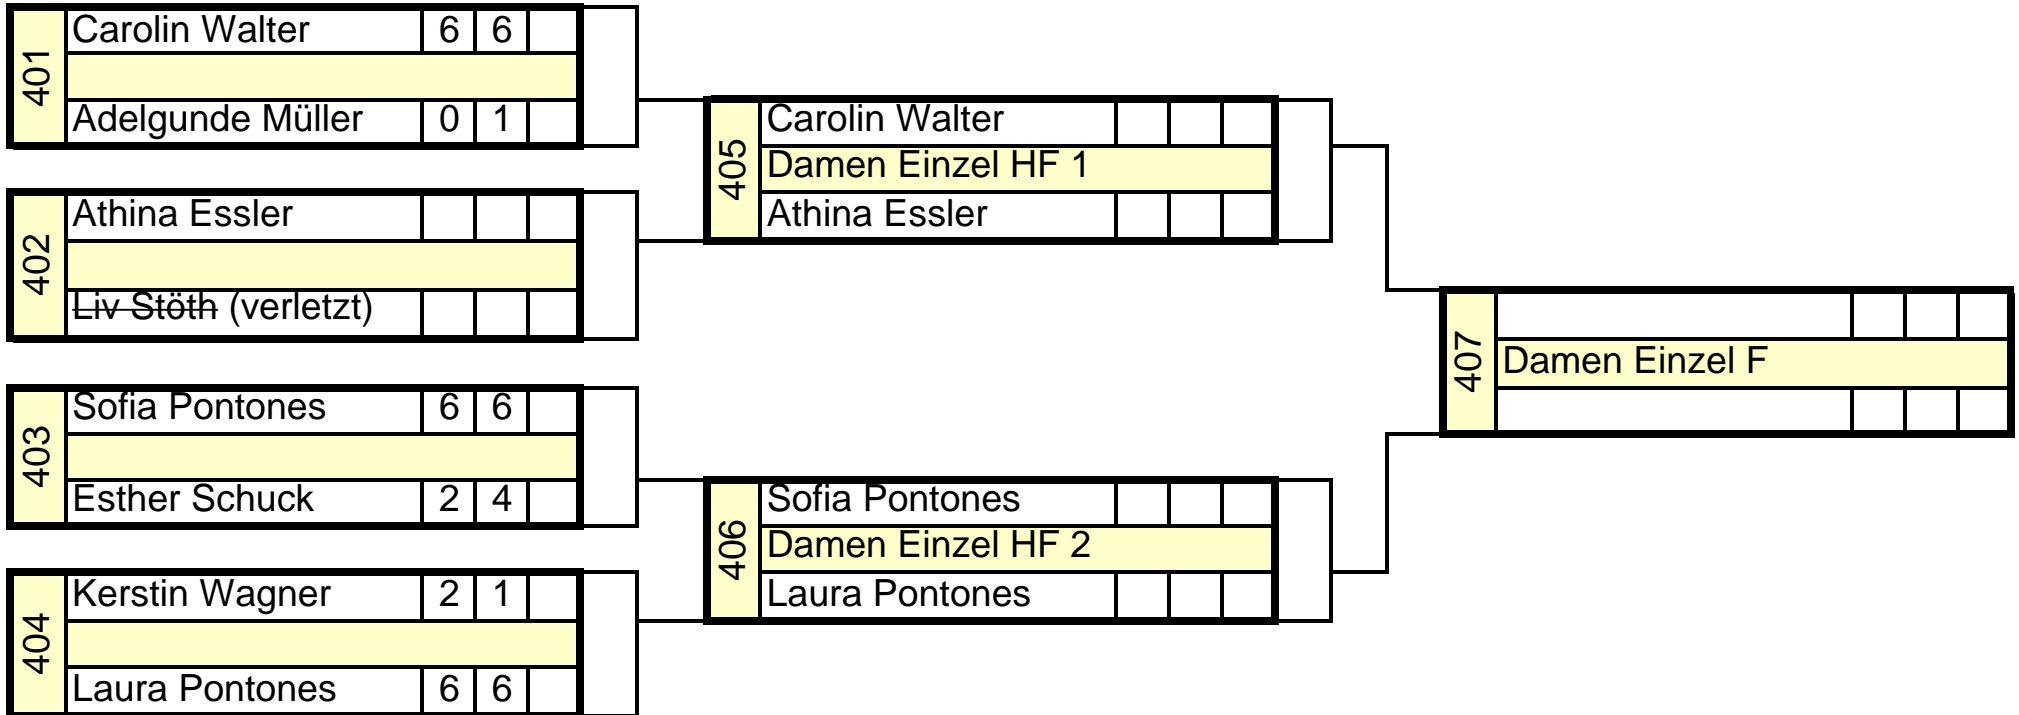 401
Carolin Walter 6 6
Adelgunde Müller 0 1
402
Athina Essler
Liv Stöth (verletzt)
403
Sofia Pontones 6 6
Esther Schuck 2 4
404
Kerstin Wagner 2 1
Laura Pontones 6 6
405
Carolin Walter
Damen Einzel HF 1
Athina Essler
406
Sofia Pontones
Damen Einzel HF 2
Laura Pontones
407
Damen Einzel F